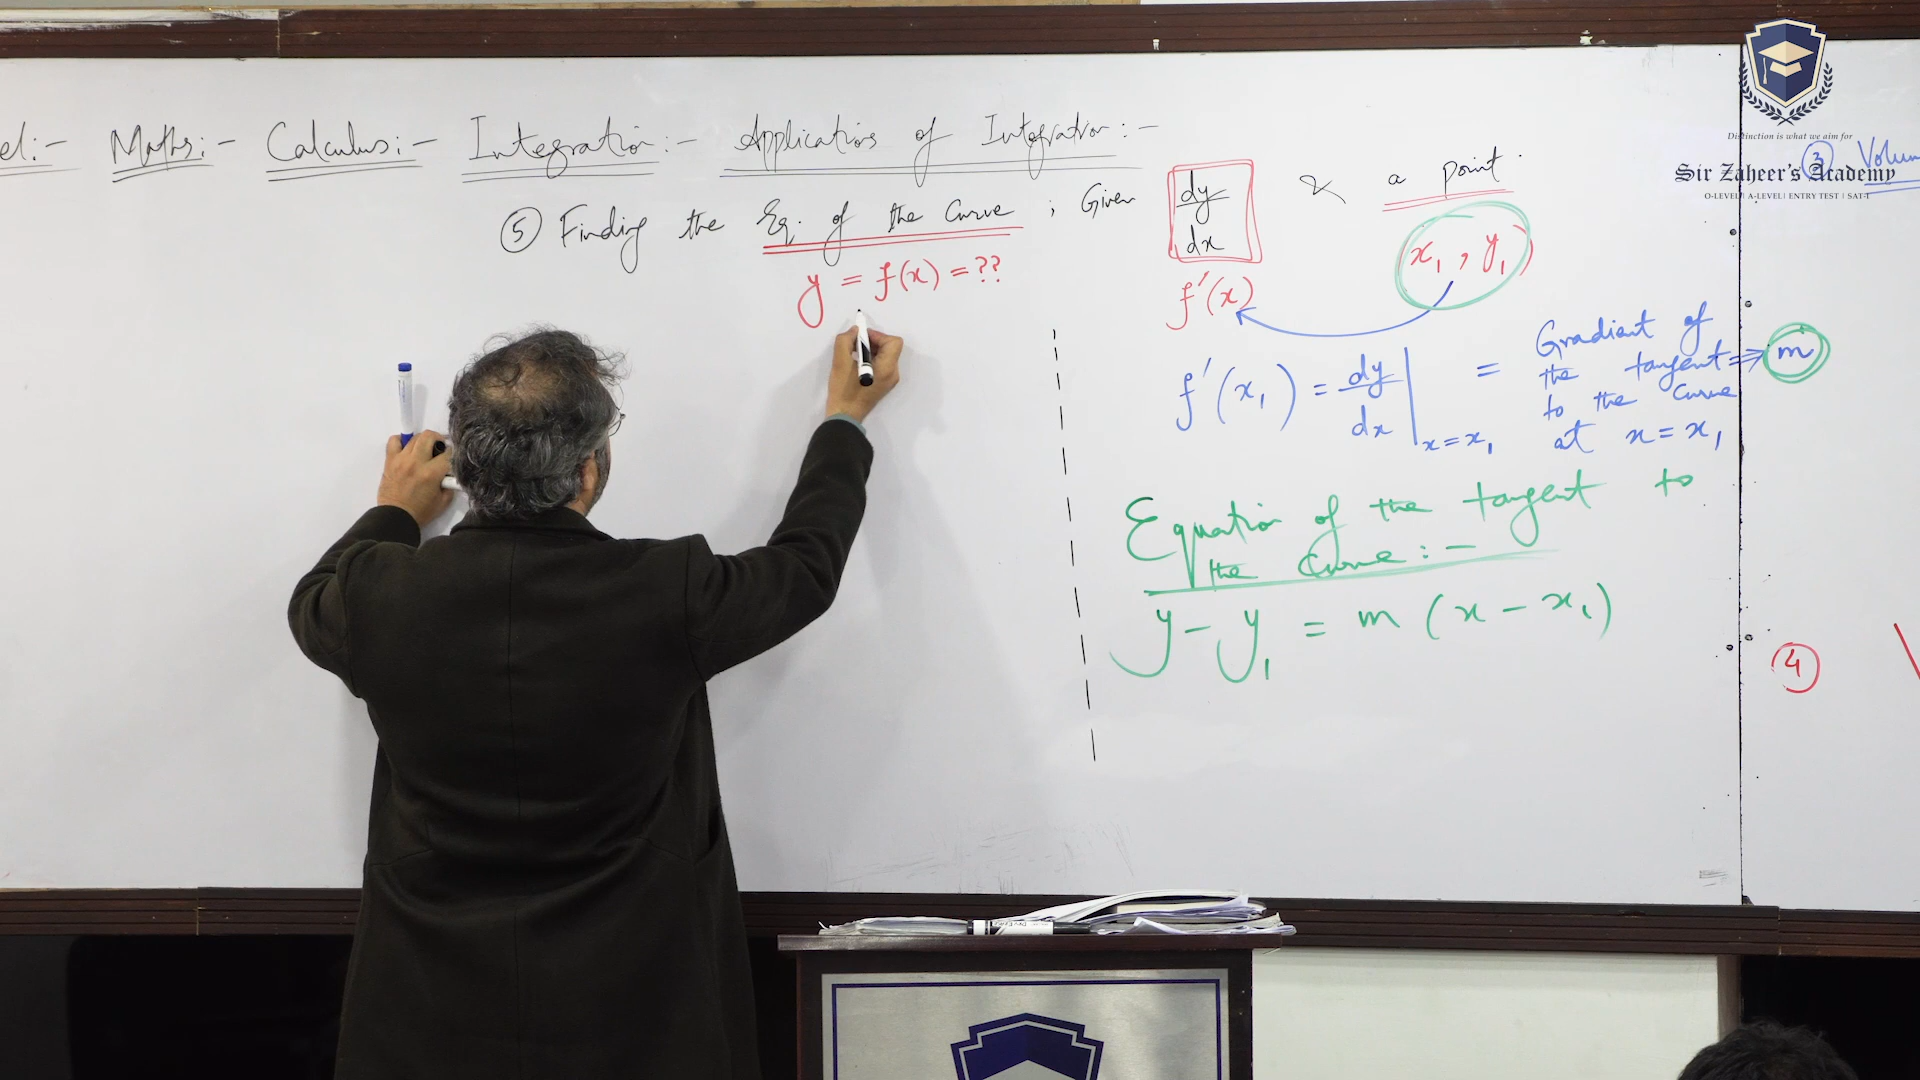 el:- Maths:- Calculus:- Integration:- Applications of Integration:-
⑤ Finding the Eq. of the Curve ; Given dy/dx & a point.
y = f(x) = ??
f'(x)
(x₁, y₁)
f'(x₁) = dy/dx |x=x₁ = Gradient of the tangent to the curve at x = x₁ ⇒ m
Equation of the tangent to
the Curve:-
y - y₁ = m (x - x₁)
③ Volum
④
Distinction is what we aim for
Sir Zaheer's Academy
O-LEVEL | A-LEVEL | ENTRY TEST | SAT-I